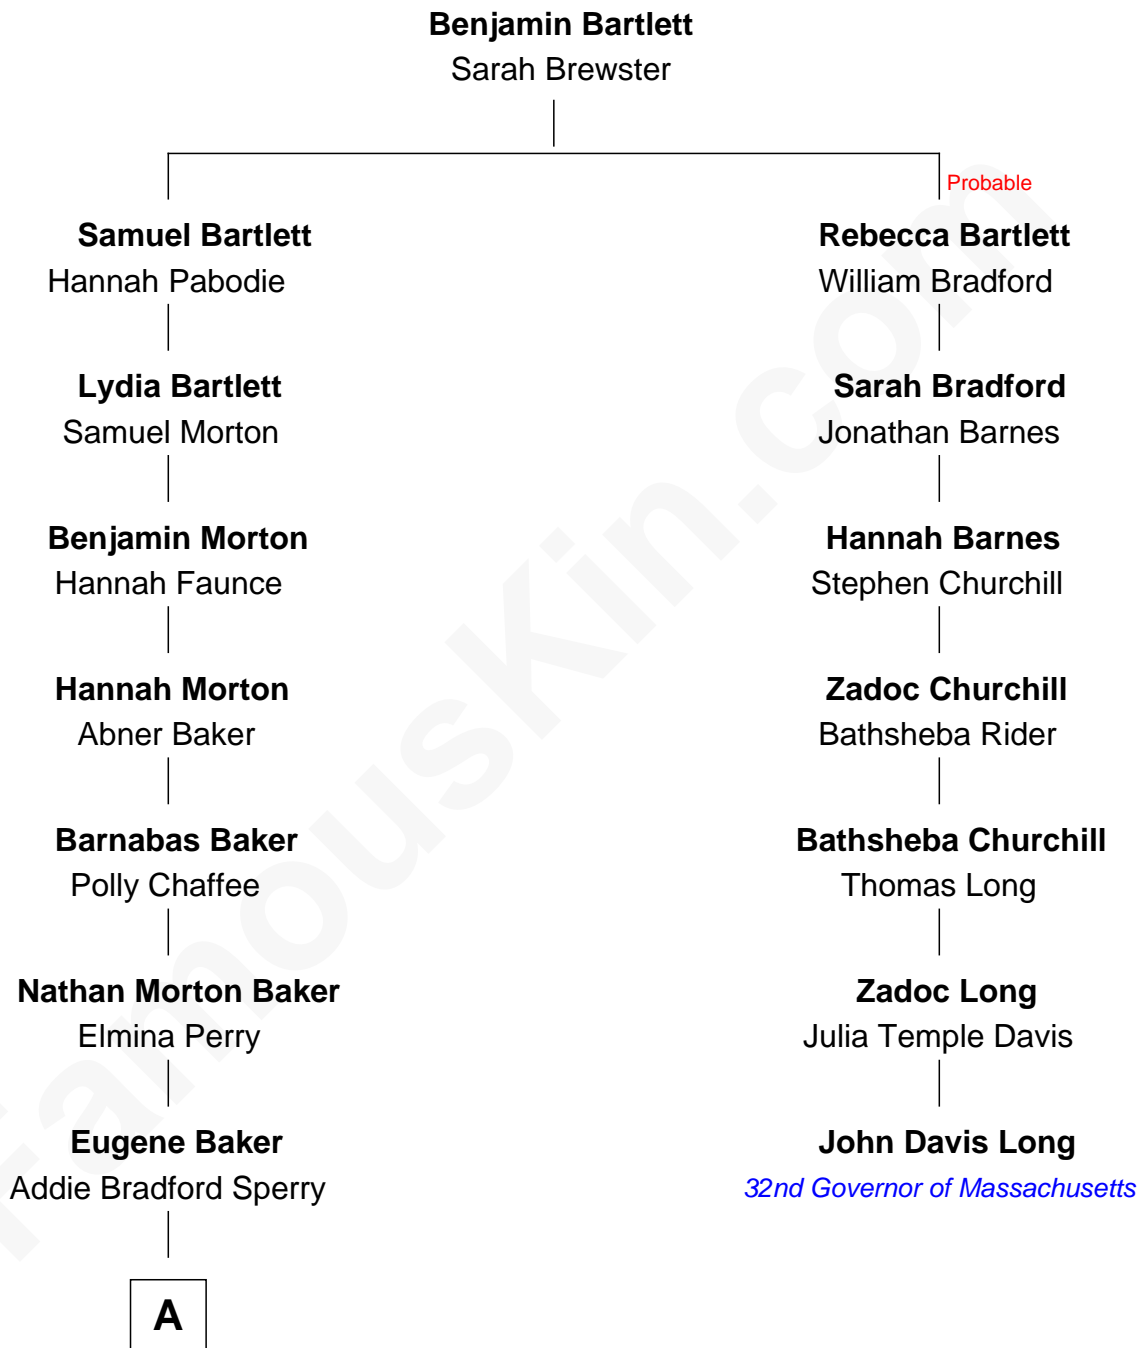 Benjamin Bartlett
Sarah Brewster
Probable
Samuel Bartlett
Hannah Pabodie
Rebecca Bartlett
William Bradford
Lydia Bartlett
Samuel Morton
Sarah Bradford
Jonathan Barnes
Benjamin Morton
Hannah Faunce
Hannah Barnes
Stephen Churchill
Hannah Morton
Abner Baker
Zadoc Churchill
Bathsheba Rider
Barnabas Baker
Polly Chaffee
Bathsheba Churchill
Thomas Long
Nathan Morton Baker
Elmina Perry
Zadoc Long
Julia Temple Davis
Eugene Baker
Addie Bradford Sperry
John Davis Long
32nd Governor of Massachusetts
A
FamousKin.com